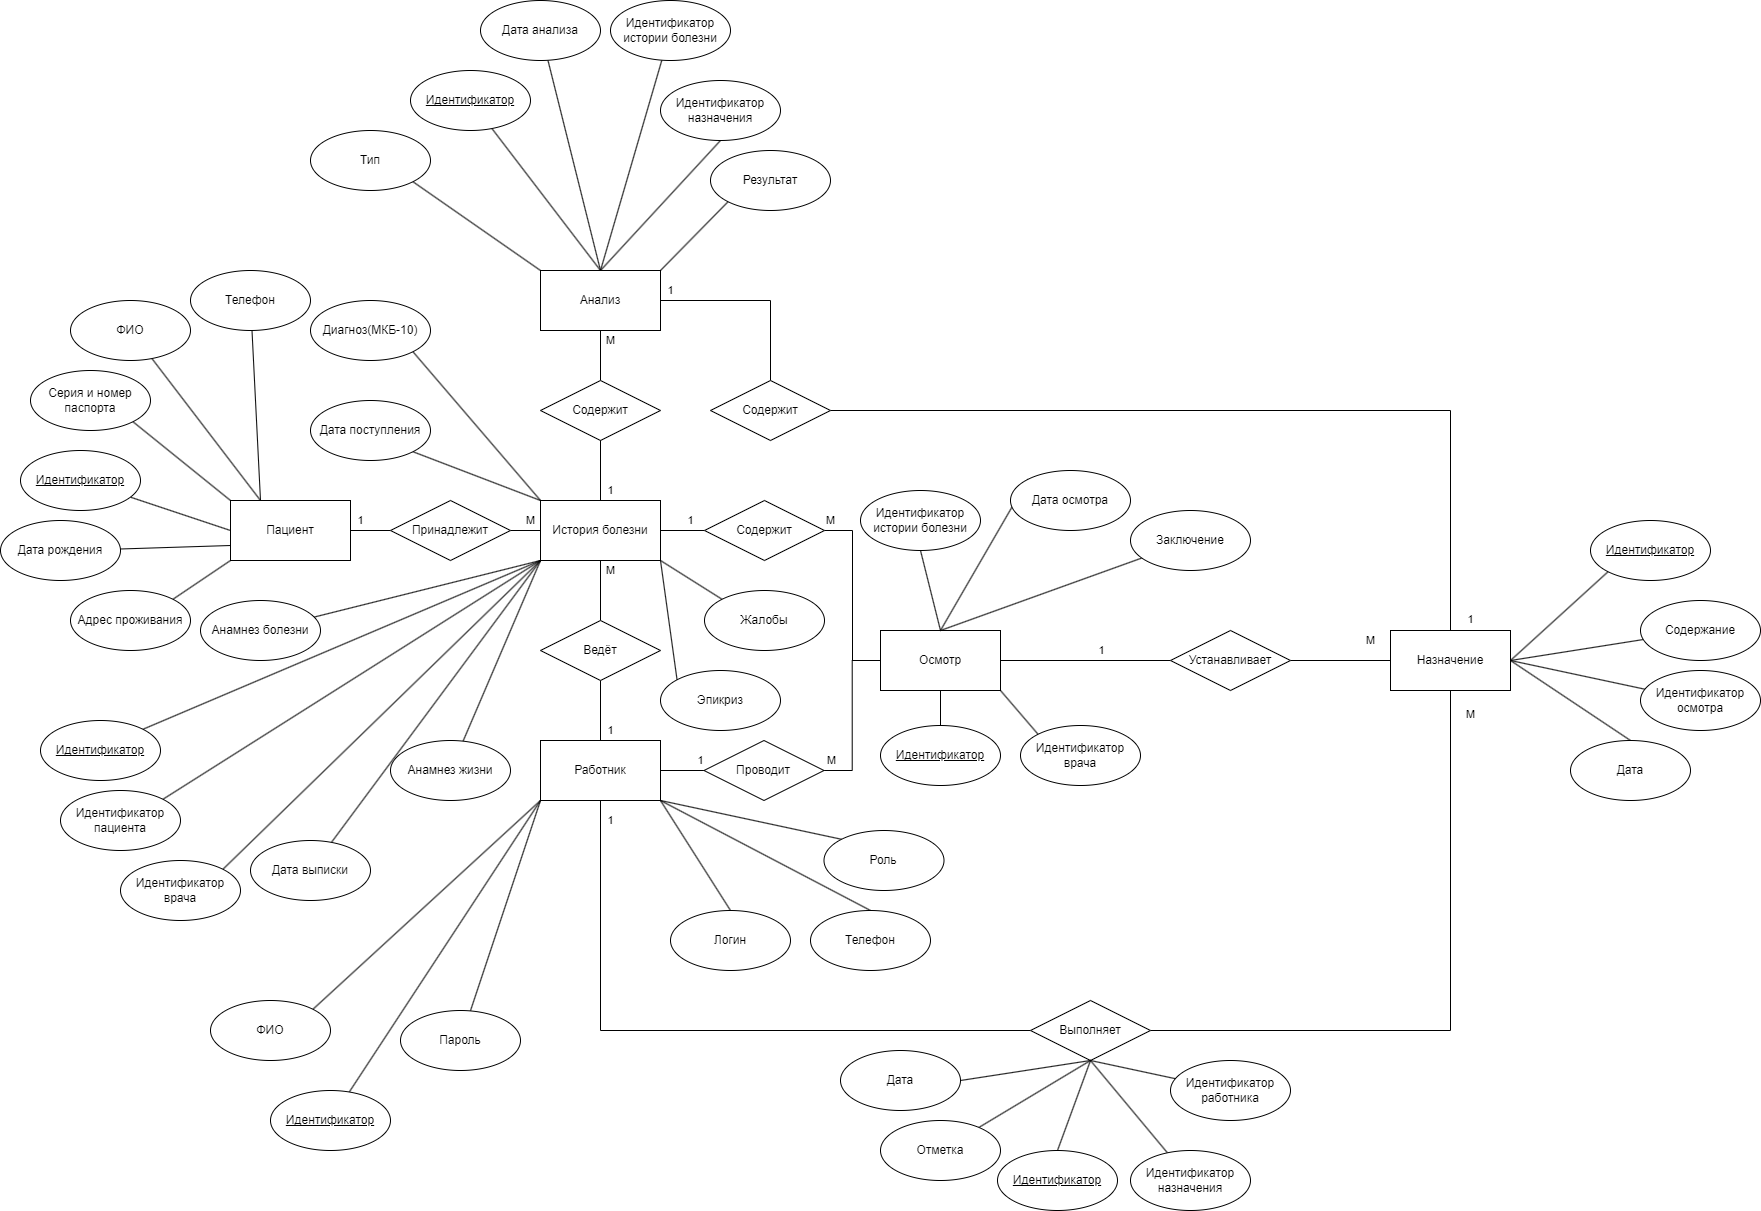 Дата анализа
Идентификатор
истории болезни
Идентификатор
Идентификатор
назначения
Тип
Результат
Анализ
1
М
Телефон
ФИО
Диагноз(МКБ-10)
Серия и номер
паспорта
Дата поступления
Содержит
Содержит
Идентификатор
1
Пациент
1
Принадлежит
М
История болезни
1
Содержит
М
Идентификатор
истории болезни
Дата осмотра
Заключение
Дата рождения
Идентификатор
М
Адрес проживания
Анамнез болезни
Жалобы
1
Содержание
Ведёт
Осмотр
1
Устанавливает
М
Назначение
Эпикриз
Идентификатор
осмотра
М
1
Идентификатор
Анамнез жизни
Работник
1
Проводит
М
Идентификатор
Идентификатор
врача
Дата
Идентификатор
пациента
1
Дата выписки
Роль
Идентификатор
врача
Логин
Телефон
ФИО
Пароль
Выполняет
Дата
Идентификатор
работника
Идентификатор
Отметка
Идентификатор
Идентификатор
назначения